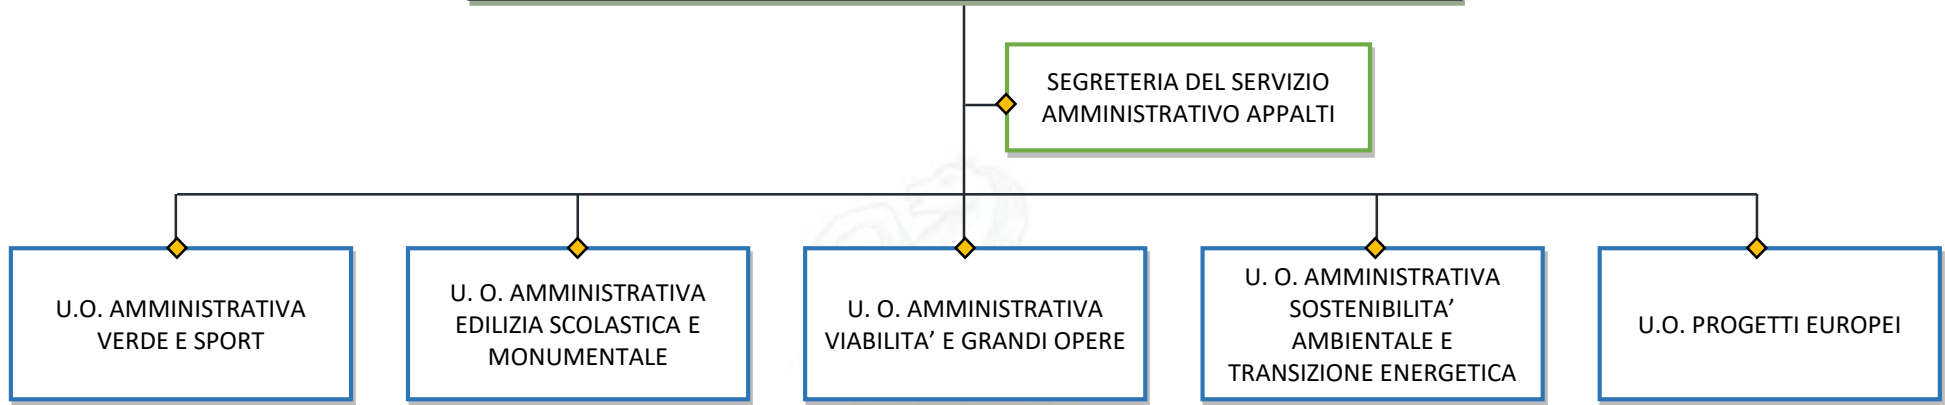 SEGRETERIA DEL SERVIZIO
AMMINISTRATIVO APPALTI
U.O. AMMINISTRATIVA
VERDE E SPORT
U. O. AMMINISTRATIVA
EDILIZIA SCOLASTICA E
MONUMENTALE
U. O. AMMINISTRATIVA
VIABILITA’ E GRANDI OPERE
U. O. AMMINISTRATIVA
SOSTENIBILITA’
AMBIENTALE E
TRANSIZIONE ENERGETICA
U.O. PROGETTI EUROPEI